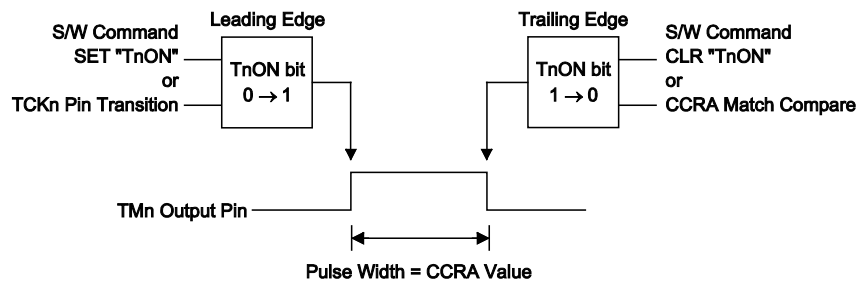 Leading Edge
S/W Command
SET "TnON"
or
TCKn Pin Transition
TnON bit
0 → 1
Trailing Edge
TnON bit
1 → 0
S/W Command
CLR "TnON"
or
CCRA Match Compare
TMn Output Pin
Pulse Width = CCRA Value